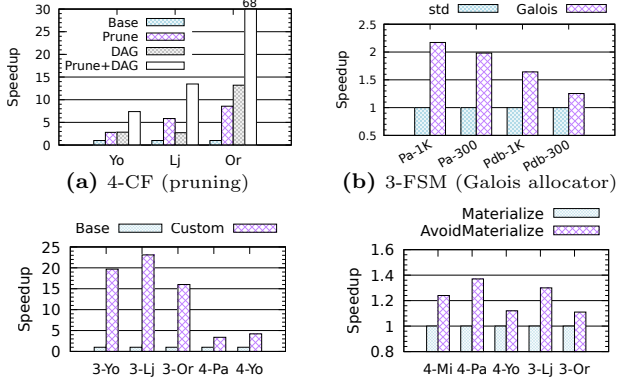 68
30
25
20
15
10
5
0
Speedup
Base
Prune
DAG
Prune+DAG
Yo Lj Or
(a) 4-CF (pruning)
std Galois
2.5
2
1.5
1
0.5
Speedup
Pa-1K Pa-300 Pdb-1K Pdb-300
(b) 3-FSM (Galois allocator)
Base Custom
25
20
15
10
5
0
Speedup
3-Yo 3-Lj 3-Or 4-Pa 4-Yo
Materialize
AvoidMaterialize
1.6
1.4
1.2
1
0.8
Speedup
4-Mi 4-Pa 4-Yo 3-Lj 3-Or